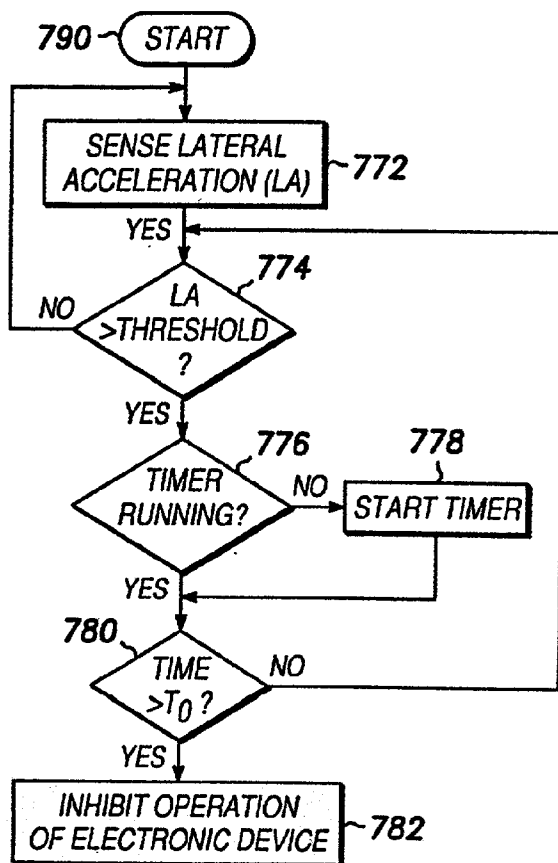 790
START
SENSE LATERAL
ACCELERATION (LA)
772
YES
774
LA
>THRESHOLD
?
NO
YES
776
TIMER
RUNNING?
NO
778
START TIMER
YES
780
TIME
>T0 ?
NO
YES
INHIBIT OPERATION
OF ELECTRONIC DEVICE
782